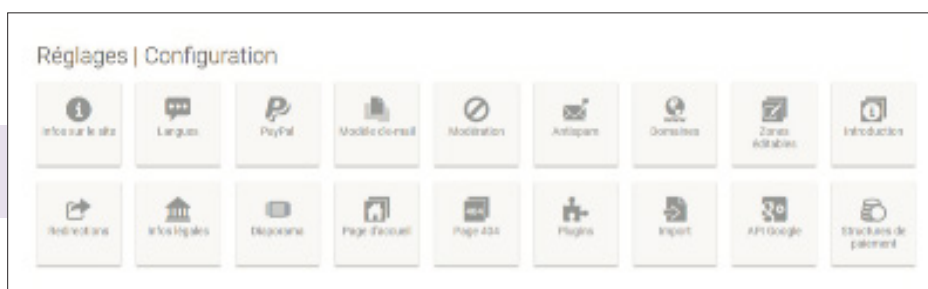 Réglages | Configuration
Infos sur le site
Langues
PayPal
Modèle d'e-mail
Modération
Antispam
Domaines
Zones
éditables
Introduction
Redirections
Infos légales
Diaporama
Page d'accueil
Page 404
Plugins
Import
API Google
Structures de
paiement